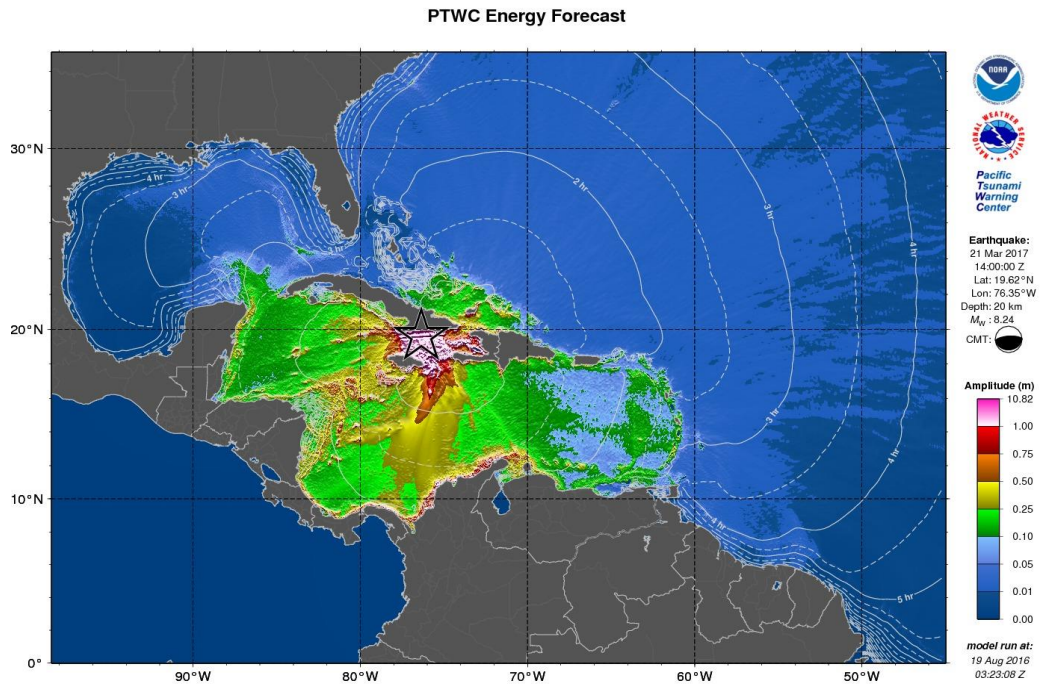 PTWC Energy Forecast
30°N
20°N
10°N
0°
90°W
80°W
70°W
60°W
50°W
4 hr
3 hr
2 hr
3 hr
4 hr
3 hr
4 hr
4 hr
5 hr
NOAA
NATIONAL WEATHER SERVICE
Pacific
Tsunami
Warning
Center
Earthquake:
21 Mar 2017
14:00:00 Z
Lat: 19.62°N
Lon: 76.35°W
Depth: 20 km
Mw : 8.24
CMT:
Amplitude (m)
10.82
1.00
0.75
0.50
0.25
0.10
0.05
0.01
0.00
model run at:
19 Aug 2016
03:23:08 Z